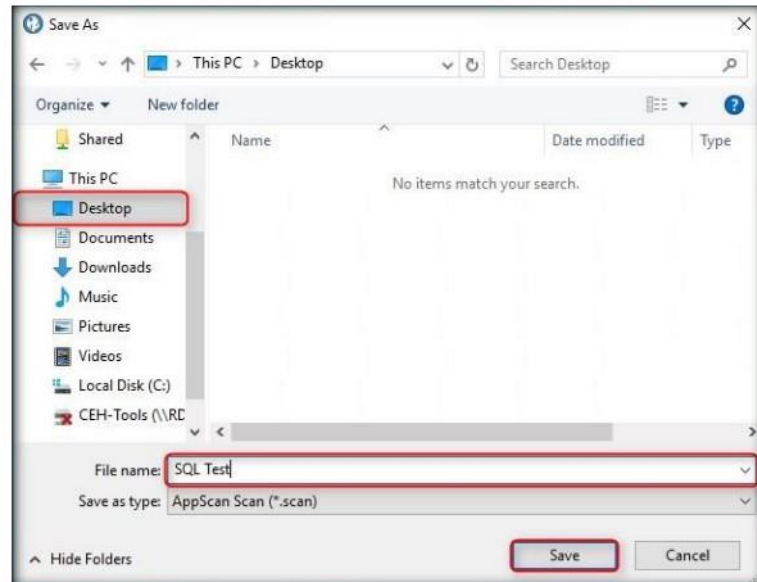 Save As
This PC > Desktop
Search Desktop
Organize
New folder
Name
Date modified
Type
No items match your search.
Shared
This PC
Desktop
Documents
Downloads
Music
Pictures
Videos
Local Disk (C:)
CEH-Tools (\\RD
File name: SQL Test
Save as type: AppScan Scan (*.scan)
Hide Folders
Save
Cancel